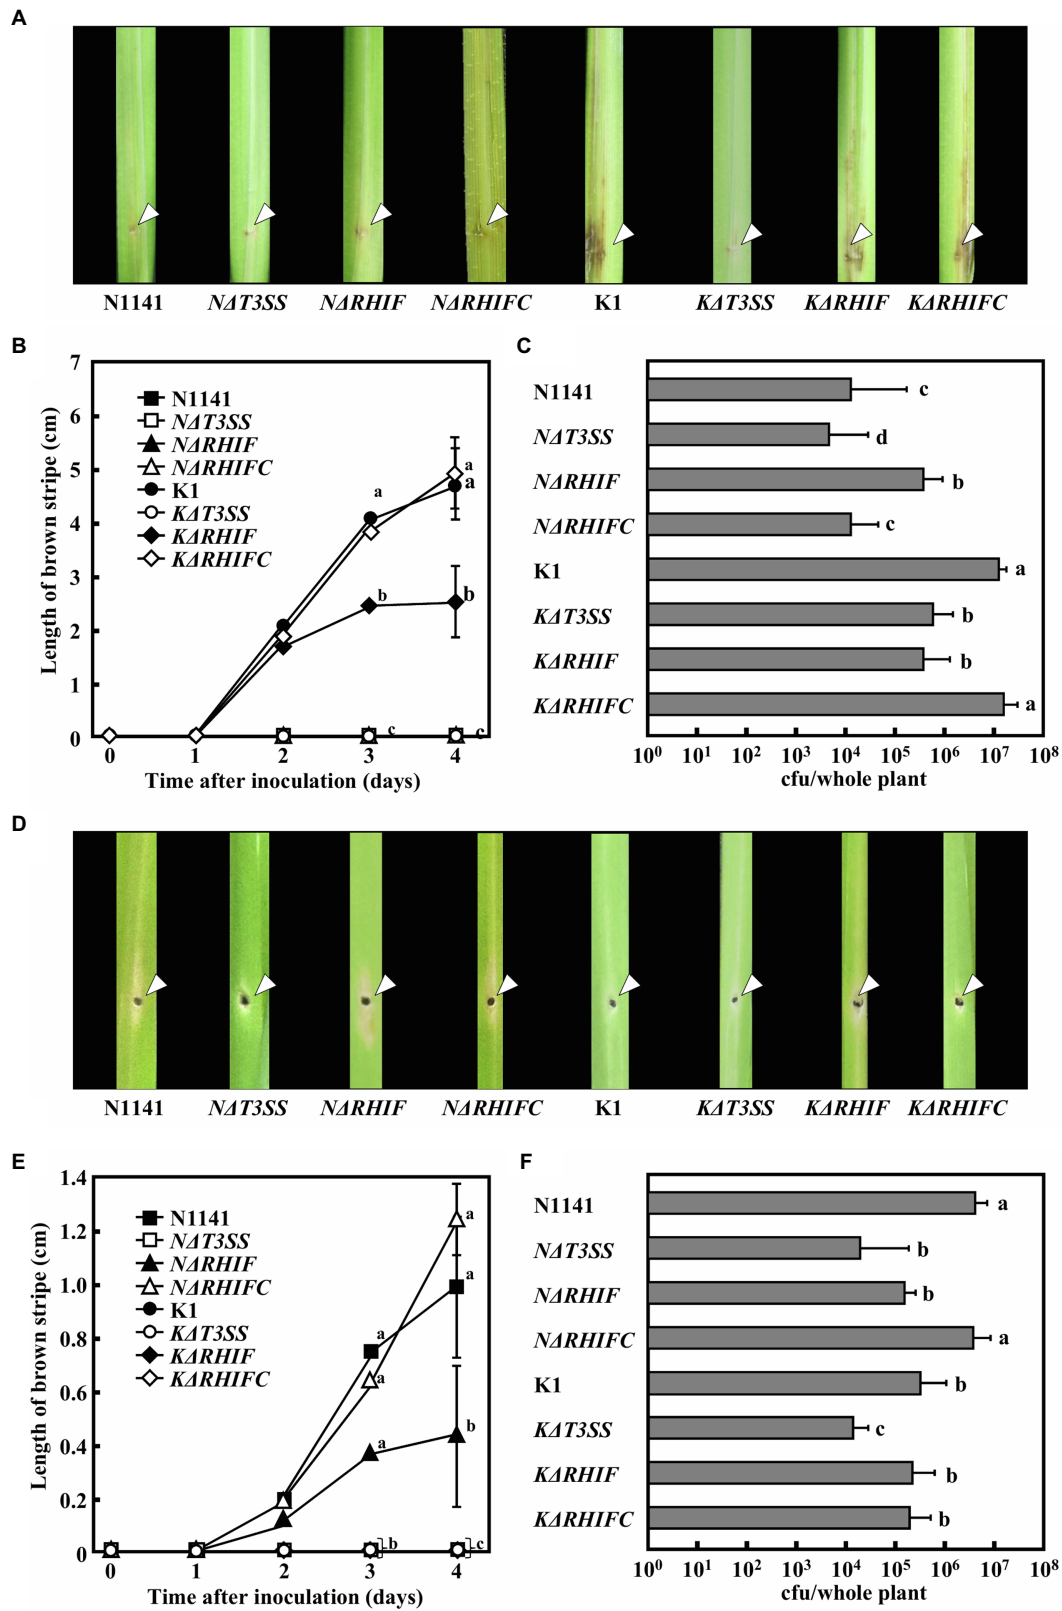 A
N1141 NΔT3SS NΔRHIF NΔRHIFC K1 KΔT3SS KΔRHIF KΔRHIFC
B
7
6
5
4
3
2
1
0
Length of brown stripe (cm)
N1141
NΔT3SS
NΔRHIF
NΔRHIFC
K1
KΔT3SS
KΔRHIF
KΔRHIFC
a
a
a
b
b
c
c
0 1 2 3 4
Time after inoculation (days)
C
N1141 c
NΔT3SS d
NΔRHIF b
NΔRHIFC c
K1 a
KΔT3SS b
KΔRHIF b
KΔRHIFC a
10⁰ 10¹ 10² 10³ 10⁴ 10⁵ 10⁶ 10⁷ 10⁸
cfu/whole plant
D
N1141 NΔT3SS NΔRHIF NΔRHIFC K1 KΔT3SS KΔRHIF KΔRHIFC
E
1.4
1.2
1.0
0.8
0.6
0.4
0.2
0
Length of brown stripe (cm)
N1141
NΔT3SS
NΔRHIF
NΔRHIFC
K1
KΔT3SS
KΔRHIF
KΔRHIFC
a
a
a
a
b
a
b
c
0 1 2 3 4
Time after inoculation (days)
F
N1141 a
NΔT3SS b
NΔRHIF b
NΔRHIFC a
K1 b
KΔT3SS c
KΔRHIF b
KΔRHIFC b
10⁰ 10¹ 10² 10³ 10⁴ 10⁵ 10⁶ 10⁷ 10⁸
cfu/whole plant